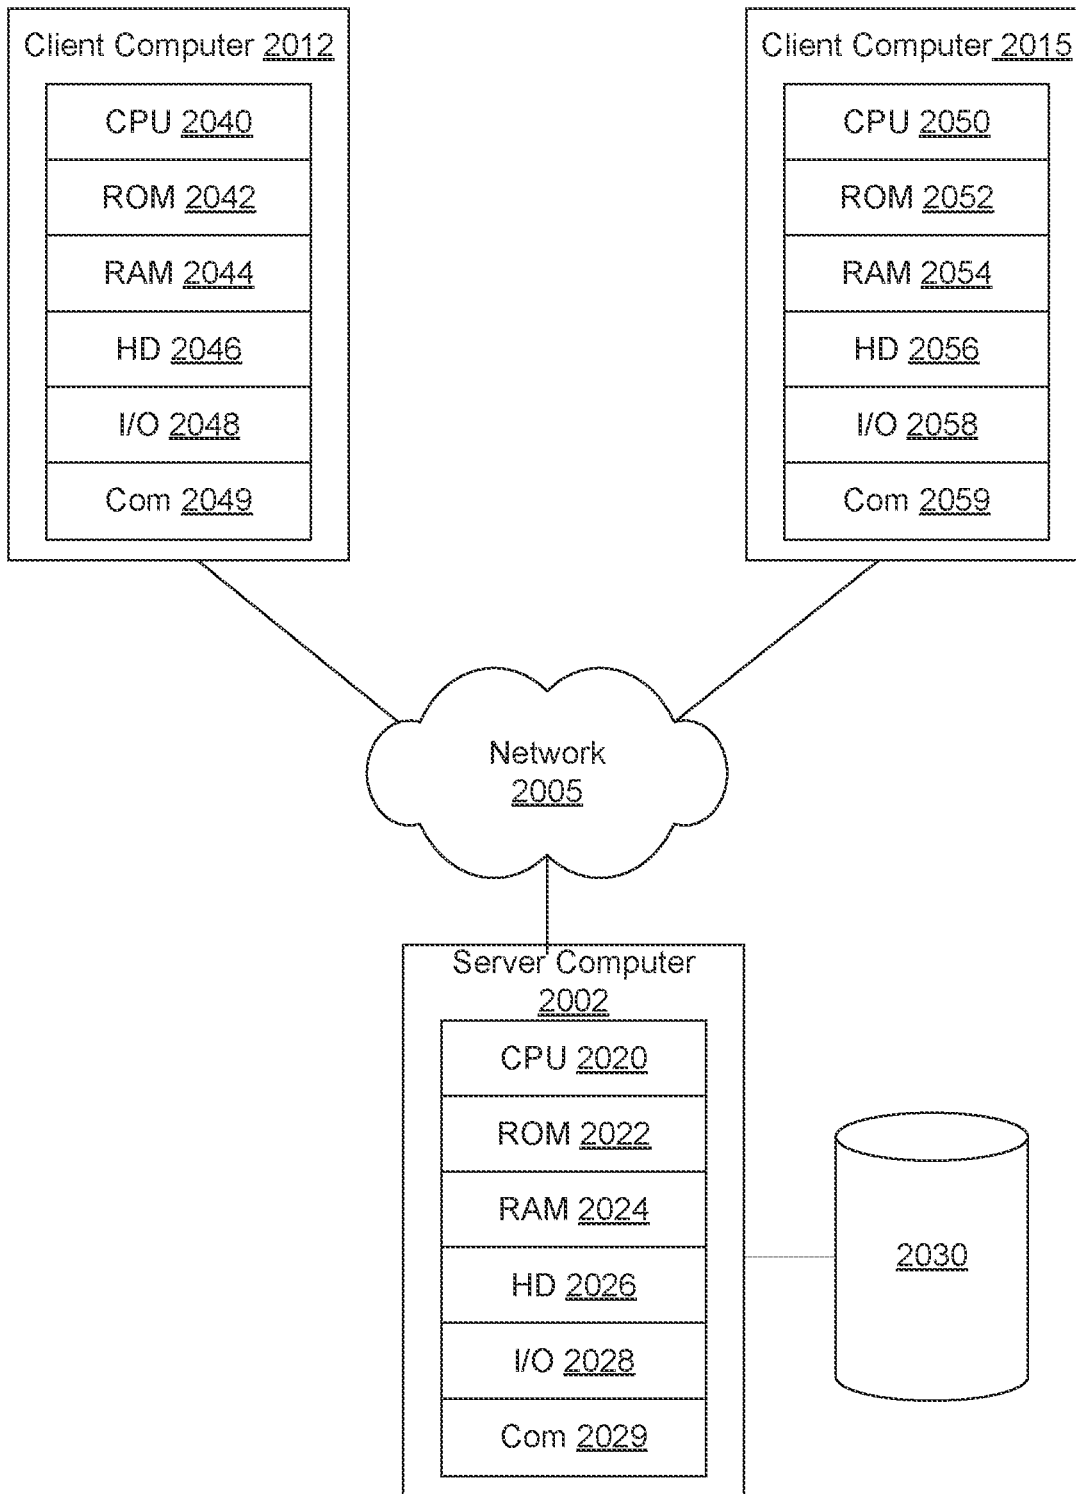 Client Computer 2012
CPU 2040
ROM 2042
RAM 2044
HD 2046
I/O 2048
Com 2049
Client Computer 2015
CPU 2050
ROM 2052
RAM 2054
HD 2056
I/O 2058
Com 2059
Network
2005
Server Computer
2002
CPU 2020
ROM 2022
RAM 2024
HD 2026
I/O 2028
Com 2029
2030